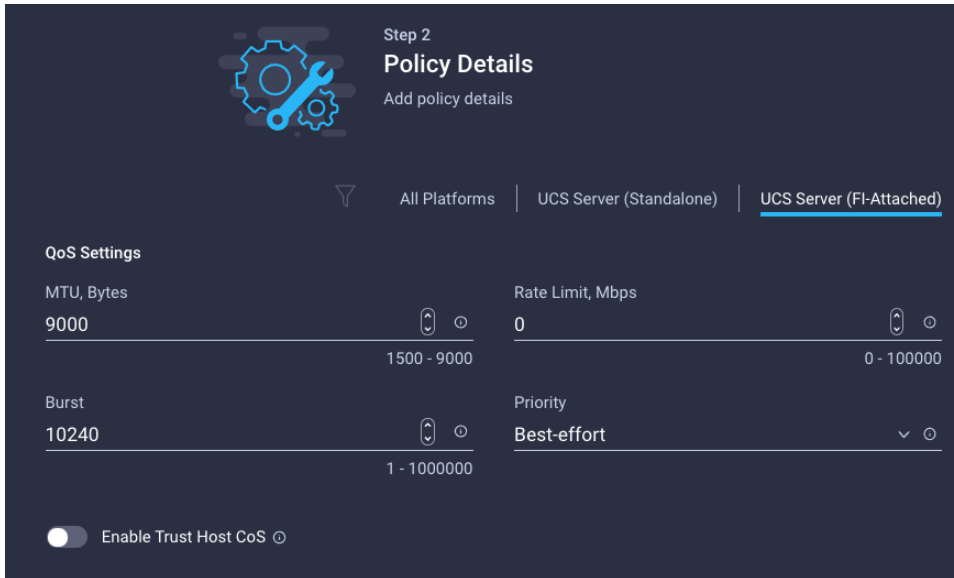 Step 2
Policy Details
Add policy details
All Platforms UCS Server (Standalone) UCS Server (FI-Attached)
QoS Settings
MTU, Bytes Rate Limit, Mbps
9000 0
1500 - 9000 0 - 100000
Burst Priority
10240 Best-effort
1 - 1000000
Enable Trust Host CoS